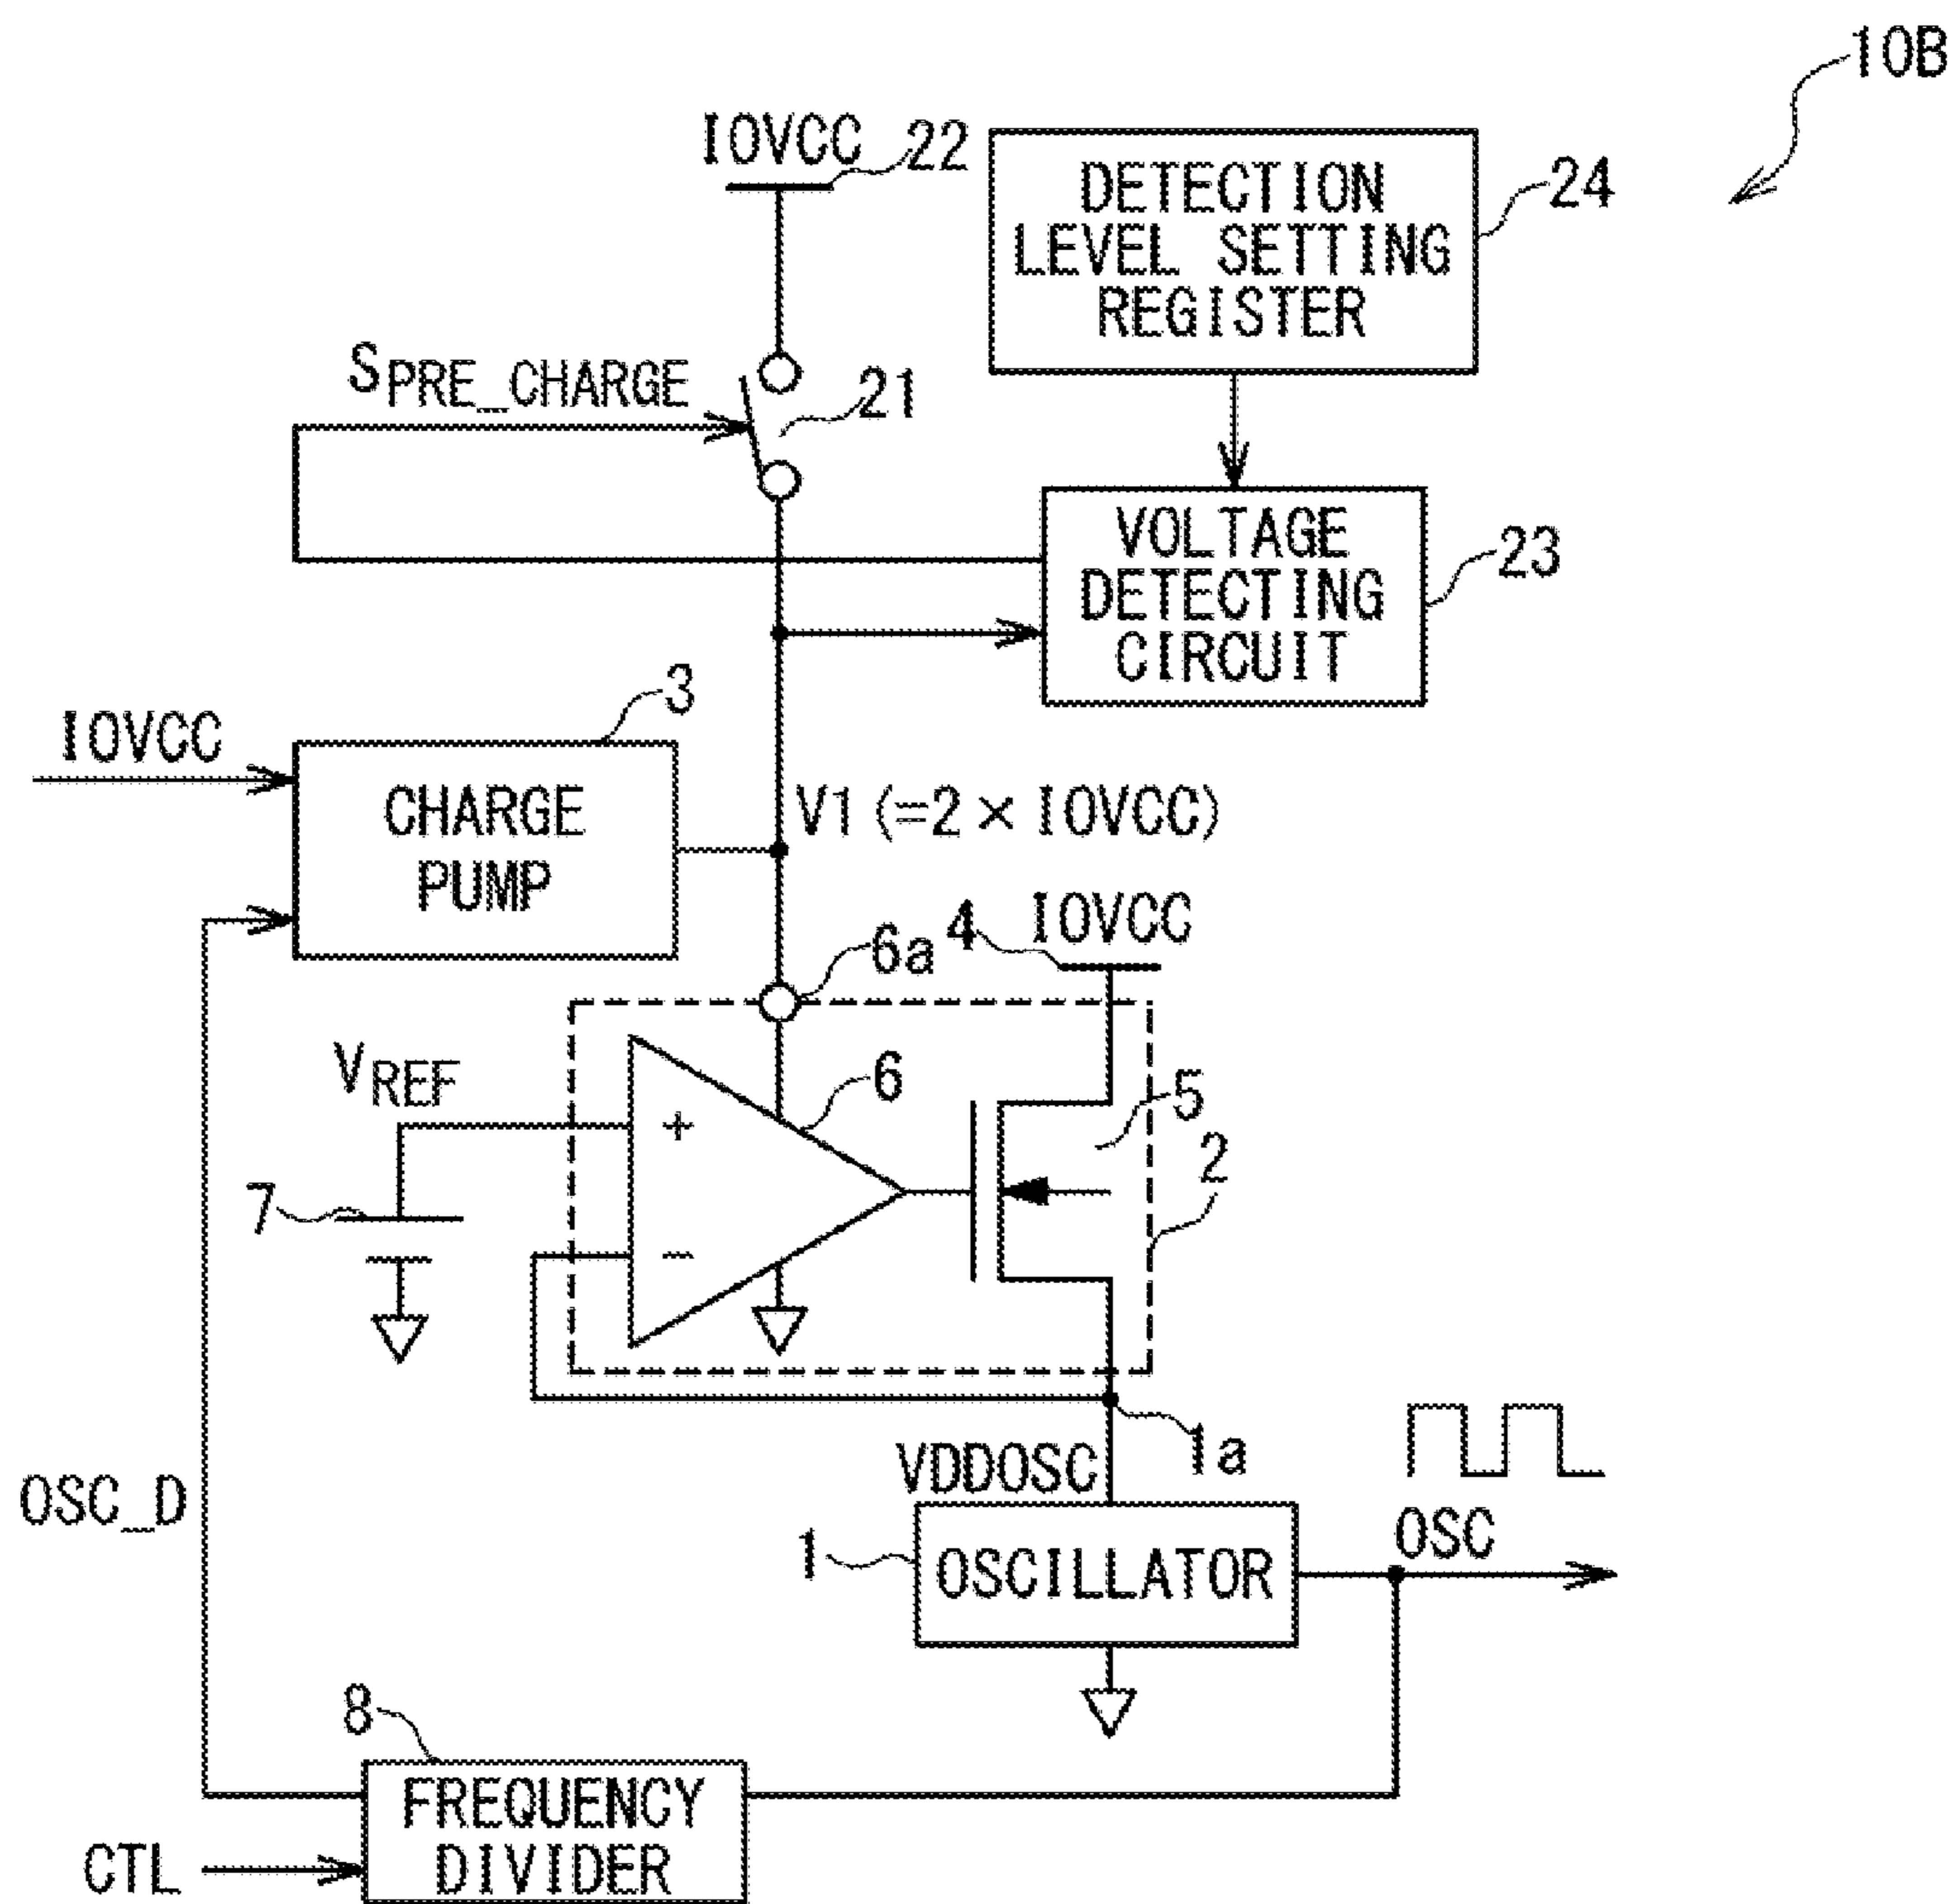 10B
IOVCC
22
DETECTION
LEVEL SETTING
REGISTER
24
SPRE_CHARGE
21
VOLTAGE
DETECTING
CIRCUIT
23
IOVCC
3
CHARGE
PUMP
V1 (=2 × IOVCC)
4
IOVCC
6a
VREF
6
+
−
5
2
7
1a
VDDOSC
OSC_D
1
OSCILLATOR
OSC
8
FREQUENCY
DIVIDER
CTL